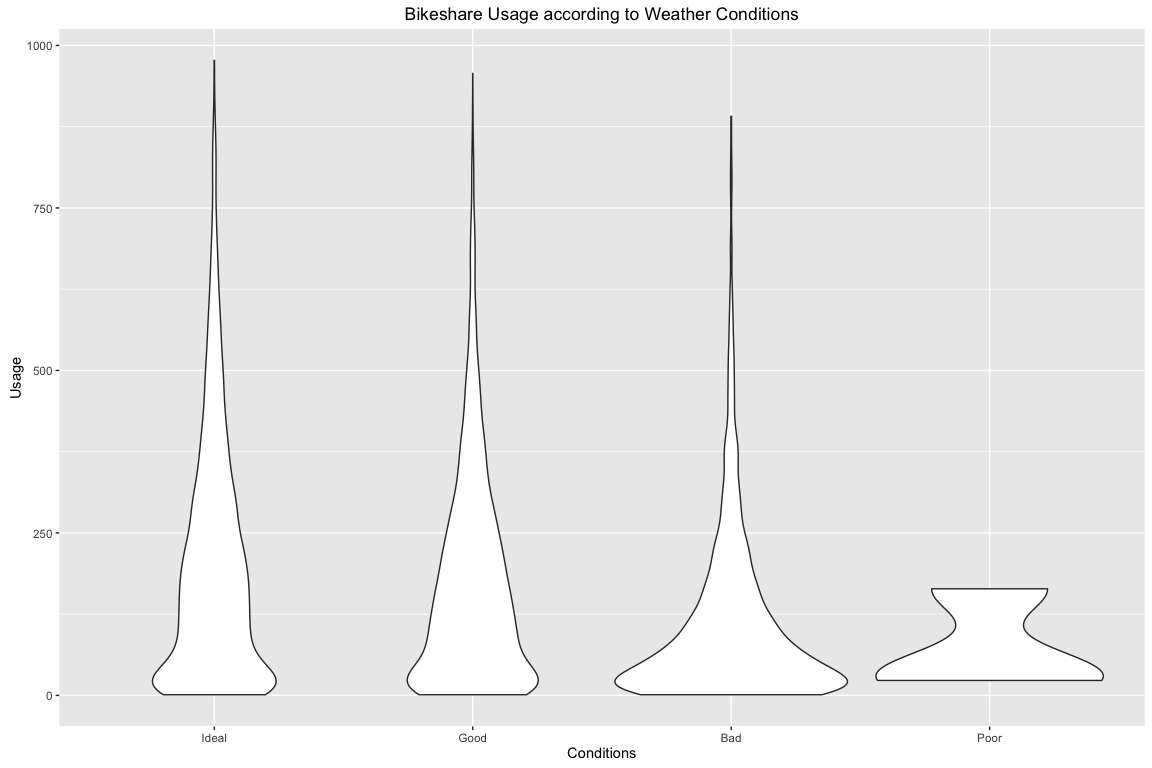 Bikeshare Usage according to Weather Conditions
1000
750
500
250
0
Usage
Ideal Good Bad Poor
Conditions